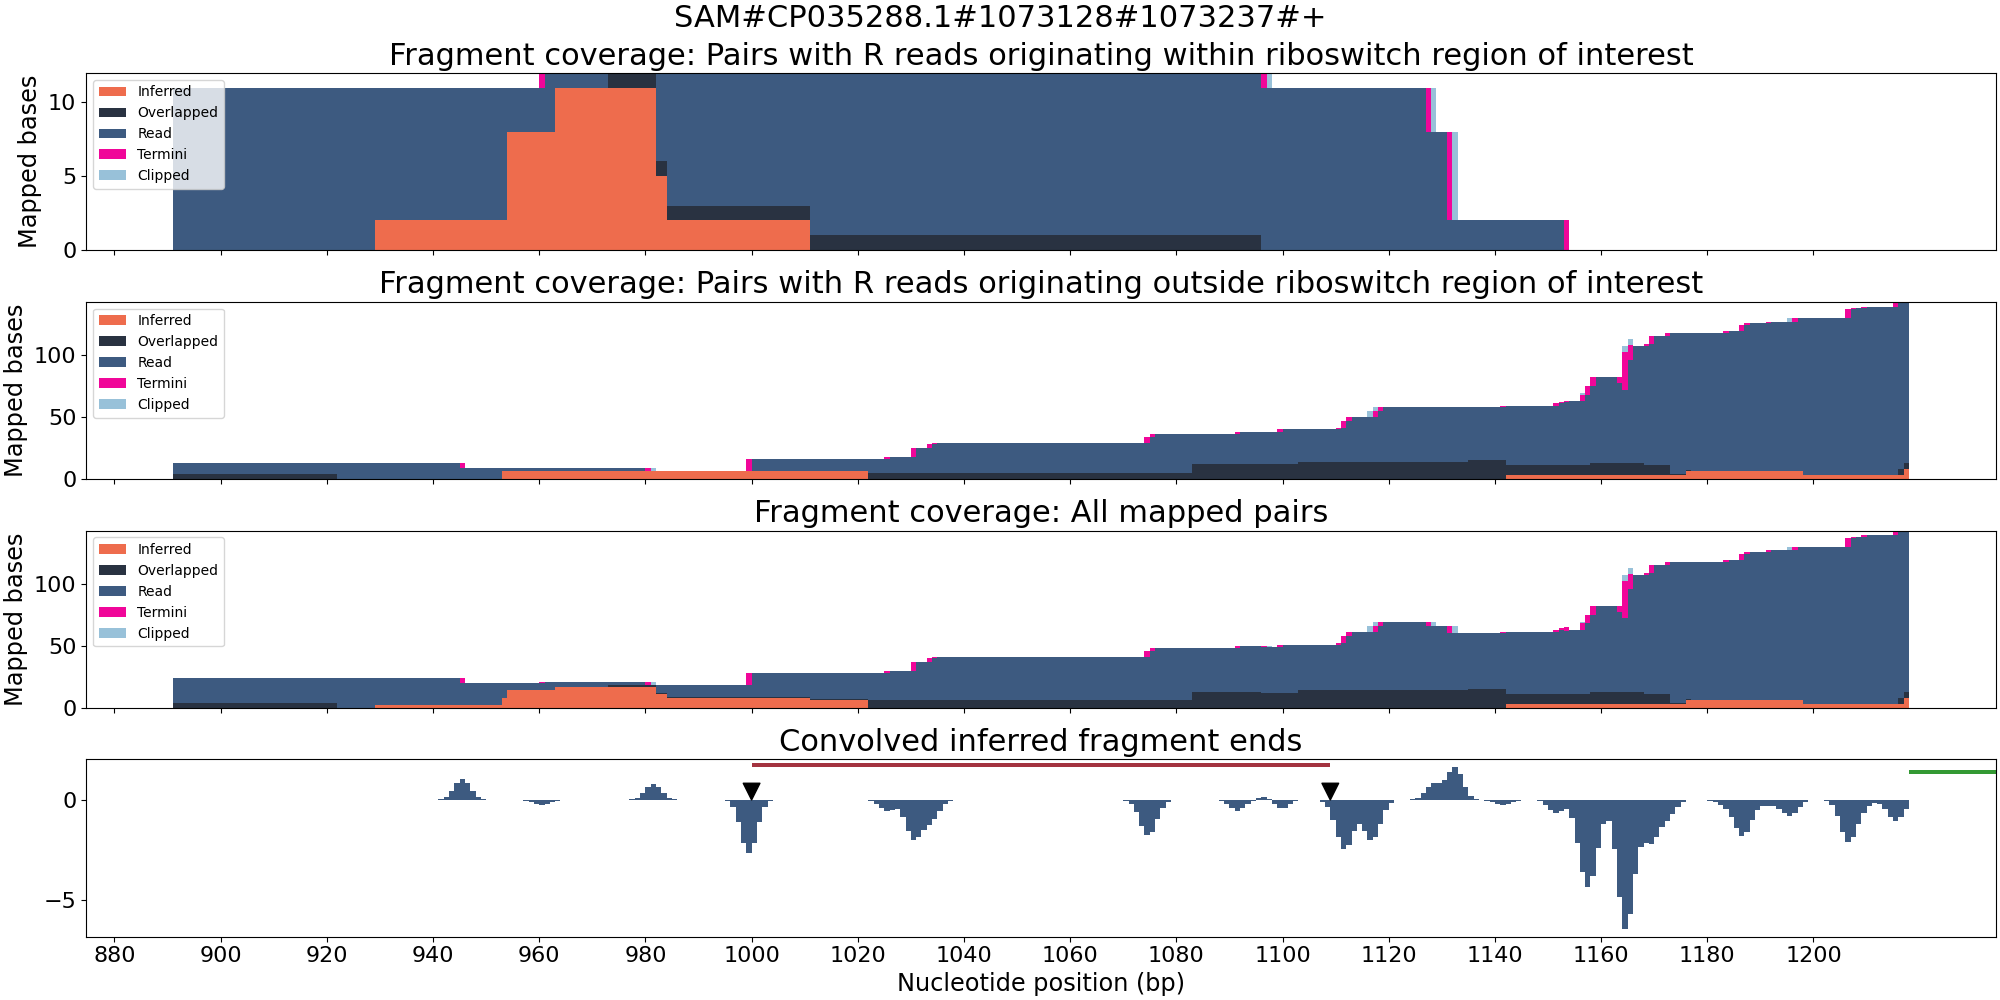 SAM#CP035288.1#1073128#1073237#+
Fragment coverage: Pairs with R reads originating within riboswitch region of interest
Mapped bases
10
5
0
Inferred
Overlapped
Read
Termini
Clipped
Fragment coverage: Pairs with R reads originating outside riboswitch region of interest
Mapped bases
100
50
0
Inferred
Overlapped
Read
Termini
Clipped
Fragment coverage: All mapped pairs
Mapped bases
100
50
0
Inferred
Overlapped
Read
Termini
Clipped
Convolved inferred fragment ends
0
−5
880 900 920 940 960 980 1000 1020 1040 1060 1080 1100 1120 1140 1160 1180 1200
Nucleotide position (bp)